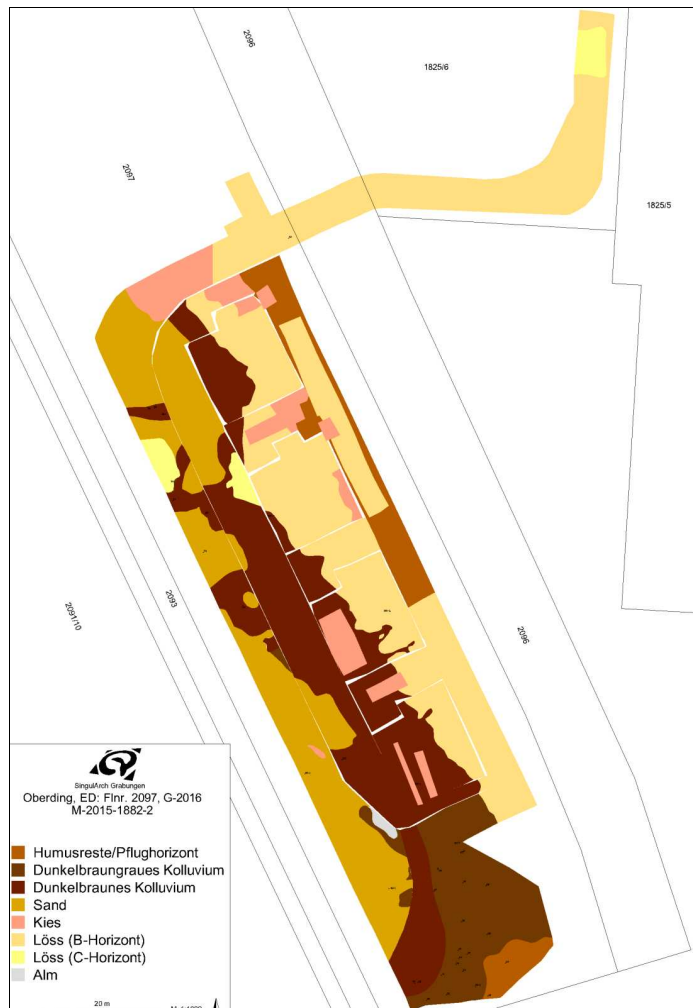 2096
1825/6
2097
1825/5
2091/10
2093
2096
SingulArch Grabungen
Oberding, ED: Flnr. 2097, G-2016
M-2015-1882-2
Humusreste/Pflughorizont
Dunkelbraungraues Kolluvium
Dunkelbraunes Kolluvium
Sand
Kies
Löss (B-Horizont)
Löss (C-Horizont)
Alm
20 m